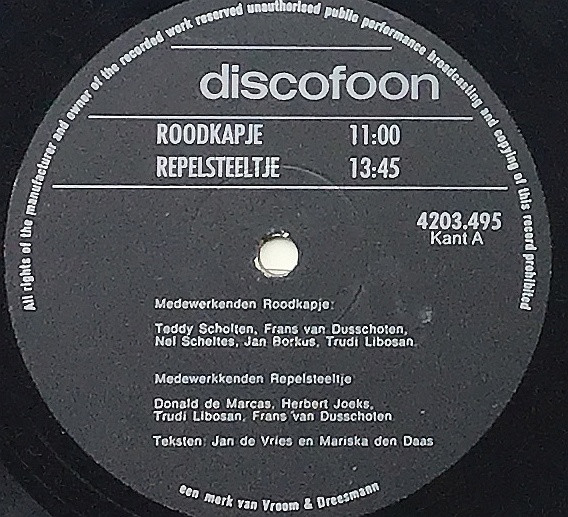 All rights of the manufacturer and owner of the recorded work reserved unauthorised public performance broadcasting and copying of this record prohibited
discofoon
ROODKAPJE 11:00
REPELSTEELTJE 13:45
4203.495
Kant A
Medewerkenden Roodkapje:
Teddy Scholten, Frans van Dusschoten,
Nel Scheltes, Jan Borkus, Trudi Libosan.
Medewerkkenden Repelsteeltje
Donald de Marcas, Herbert Joeks,
Trudi Libosan, Frans van Dusschoten
Teksten: Jan de Vries en Mariska den Daas
een merk van Vroom & Dreesmann